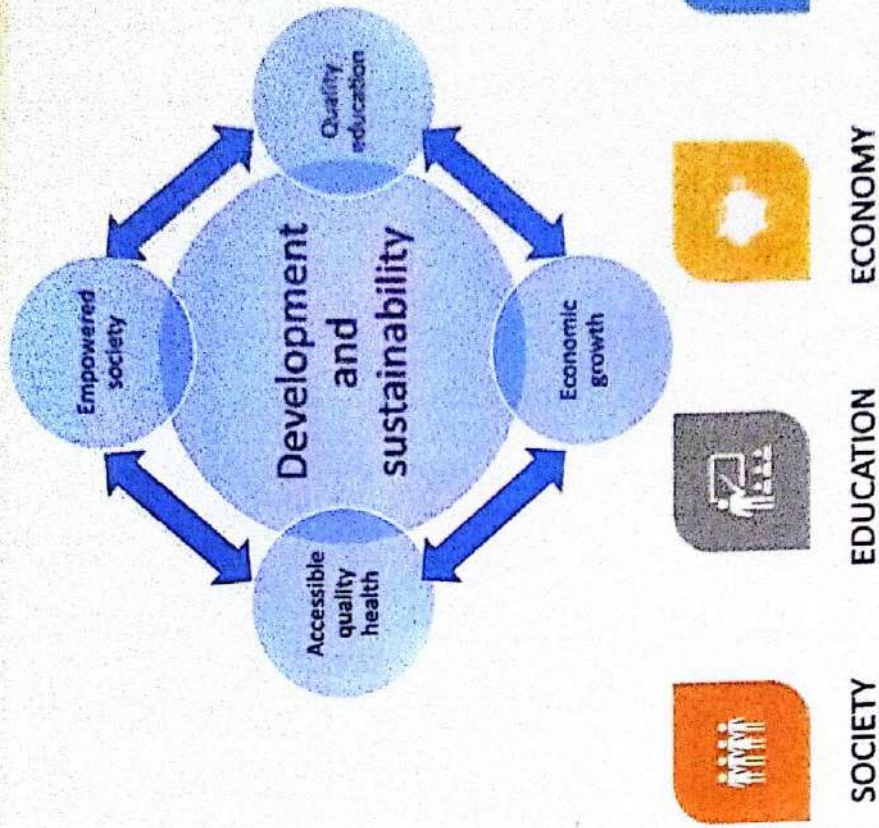 Empowered
society
Accessible
quality
health
Development
and
sustainability
Quality
education
Economic
growth
SOCIETY
EDUCATION
ECONOMY